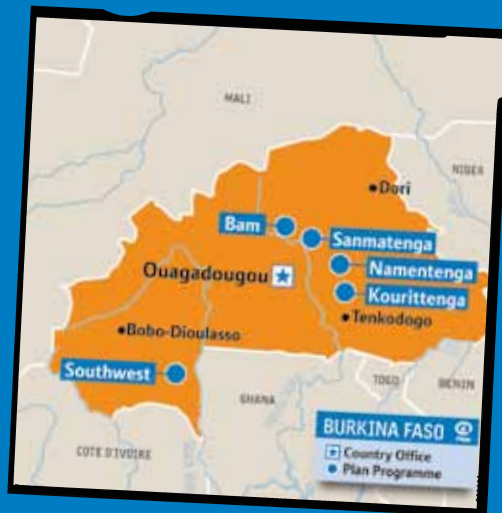 MALI
NIGER
Dori
Bam
Sanmatenga
Namentenga
Ouagadougou
Kourittenga
Tenkodogo
Bobo-Dioulasso
Southwest
TOGO
BENIN
GHANA
COTE D'IVOIRE
BURKINA FASO
Country Office
Plan Programme